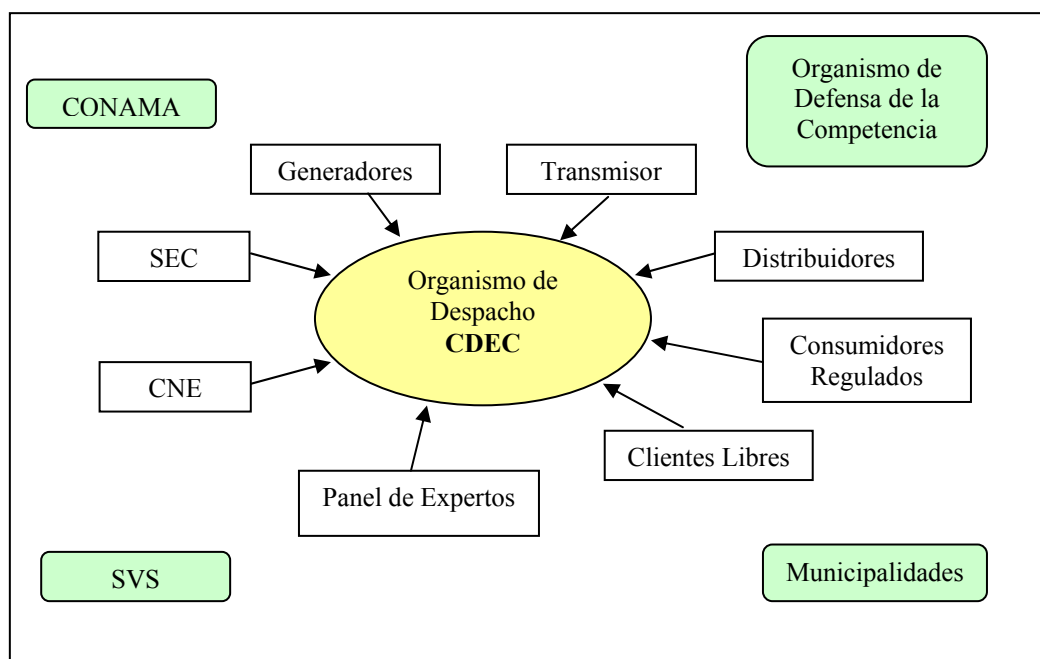 CONAMA
Organismo de
Defensa de la
Competencia
Generadores
Transmisor
SEC
Distribuidores
Organismo de
Despacho
CDEC
CNE
Consumidores
Regulados
Clientes Libres
Panel de Expertos
SVS
Municipalidades